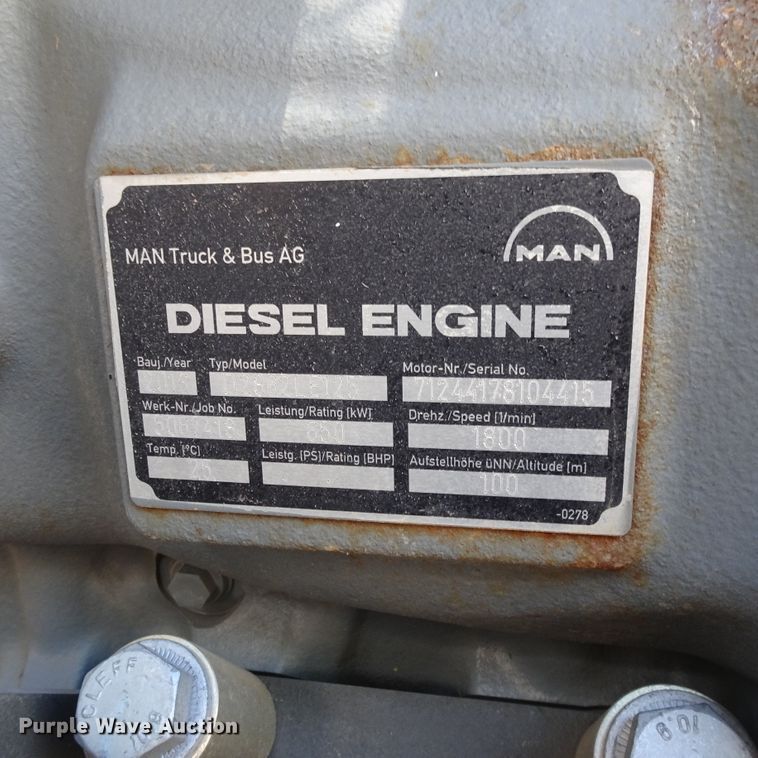 MAN Truck & Bus AG
MAN
DIESEL ENGINE
Bauj./Year Typ/Model Motor-Nr./Serial No.
71244178104415
Werk-Nr./Job No. Leistung/Rating [kW] Drehz./Speed [1/min]
1800
Temp. [°C] Leistg. [PS]/Rating [BHP] Aufstellhöhe üNN/Altitude [m]
25 100
-0278
10.9
Purple Wave Auction